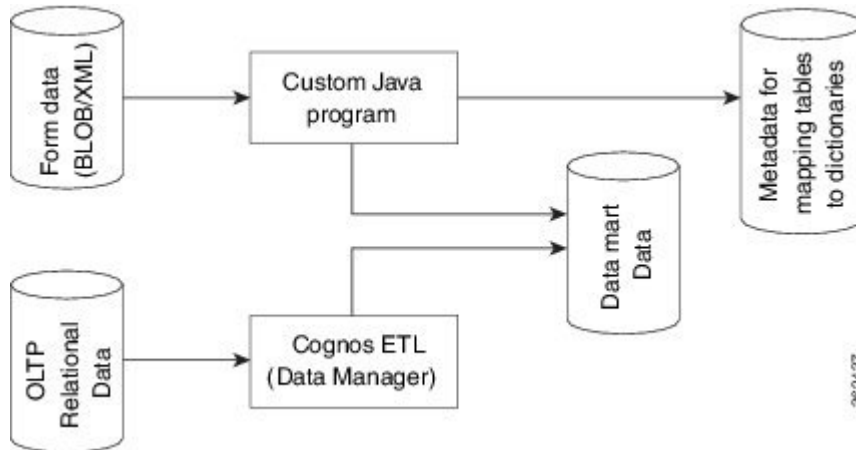 Form data
(BLOB/XML)
Custom Java
program
Metadata for
mapping tables
to dictionaries
Data mart
Data
OLTP
Relational
Data
Cognos ETL
(Data Manager)